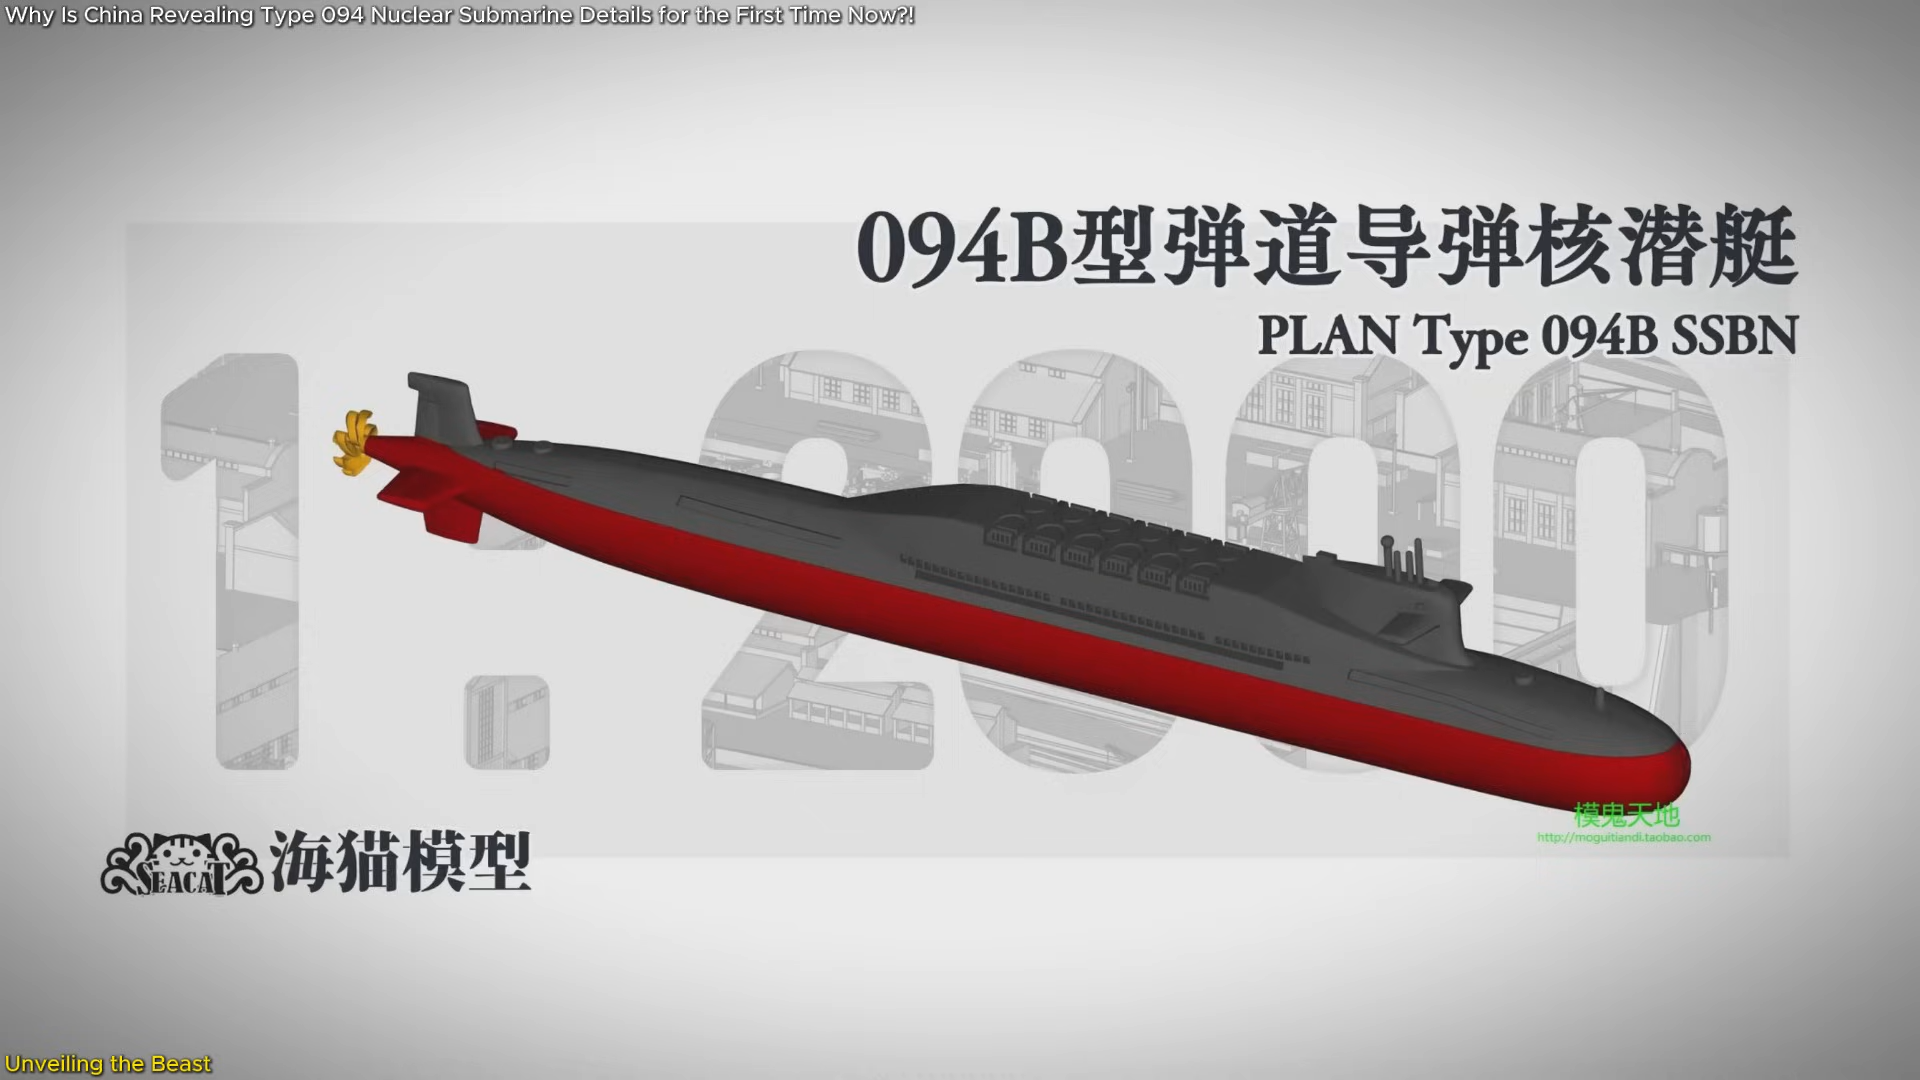 Why Is China Revealing Type 094 Nuclear Submarine Details for the First Time Now?!
094B型弹道导弹核潜艇
PLAN Type 094B SSBN
1:2000
模鬼天地
http://moguitiandi.taobao.com
SEACAT 海猫模型
Unveiling the Beast